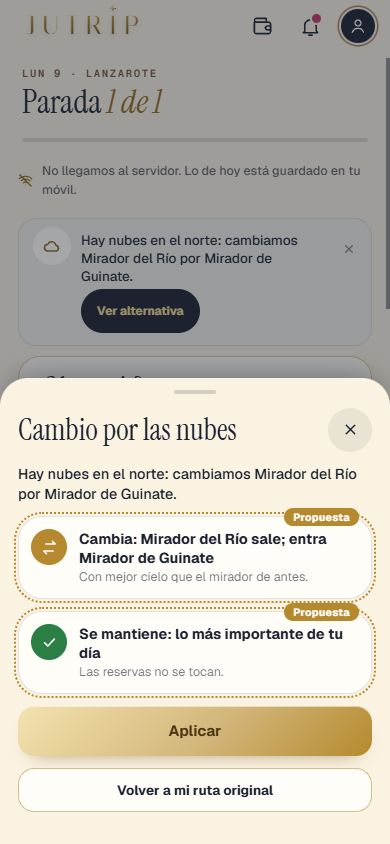 JUTRIP
LUN 9 · LANZAROTE
Parada 1 de 1
No llegamos al servidor. Lo de hoy está guardado en tu
móvil.
Hay nubes en el norte: cambiamos
Mirador del Río por Mirador de
Guinate.
Ver alternativa
Cambio por las nubes
Hay nubes en el norte: cambiamos Mirador del Río
por Mirador de Guinate.
Propuesta
Cambia: Mirador del Río sale; entra
Mirador de Guinate
Con mejor cielo que el mirador de antes.
Propuesta
Se mantiene: lo más importante de tu
día
Las reservas no se tocan.
Aplicar
Volver a mi ruta original